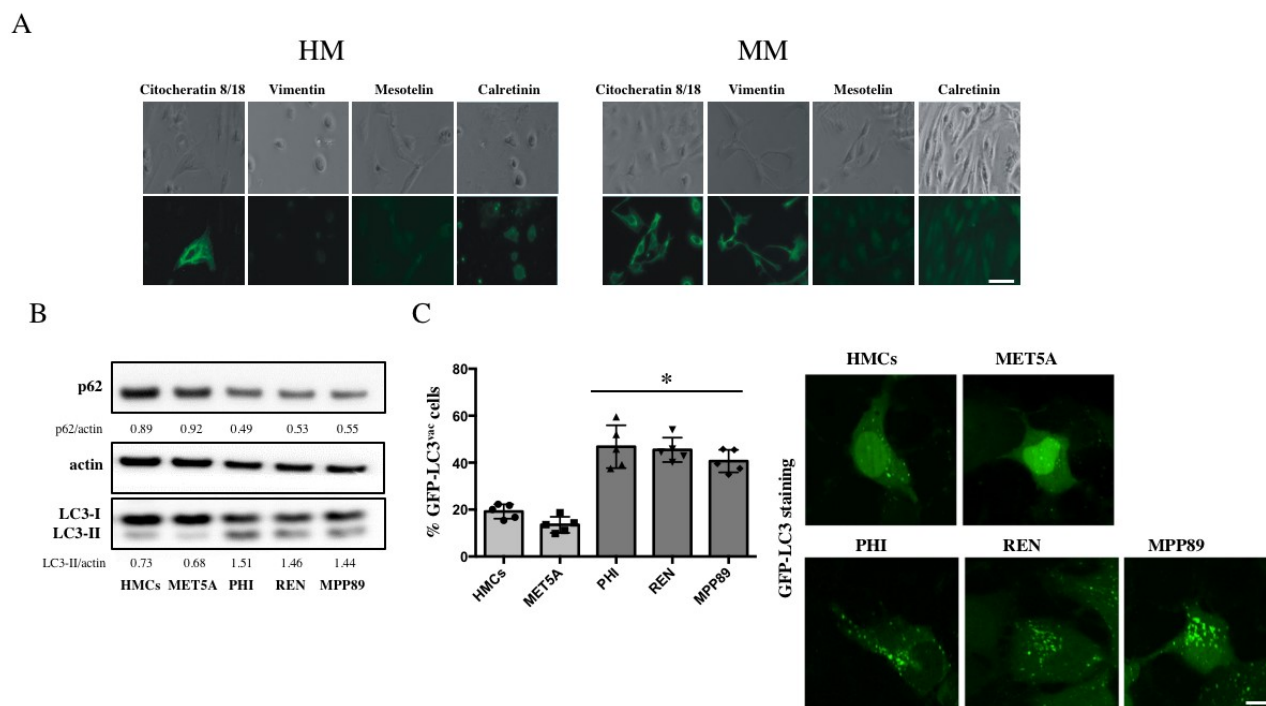 A
HM
MM
Citocheratin 8/18 Vimentin Mesotelin Calretinin
Citocheratin 8/18 Vimentin Mesotelin Calretinin
B
p62
p62/actin 0.89 0.92 0.49 0.53 0.55
actin
LC3-I
LC3-II
LC3-II/actin 0.73 0.68 1.51 1.46 1.44
HMCs MET5A PHI REN MPP89
C
% GFP-LC3vac cells
80
60
40
20
0
*
HMCs
MET5A
PHI
REN
MPP89
GFP-LC3 staining
HMCs MET5A
PHI REN MPP89